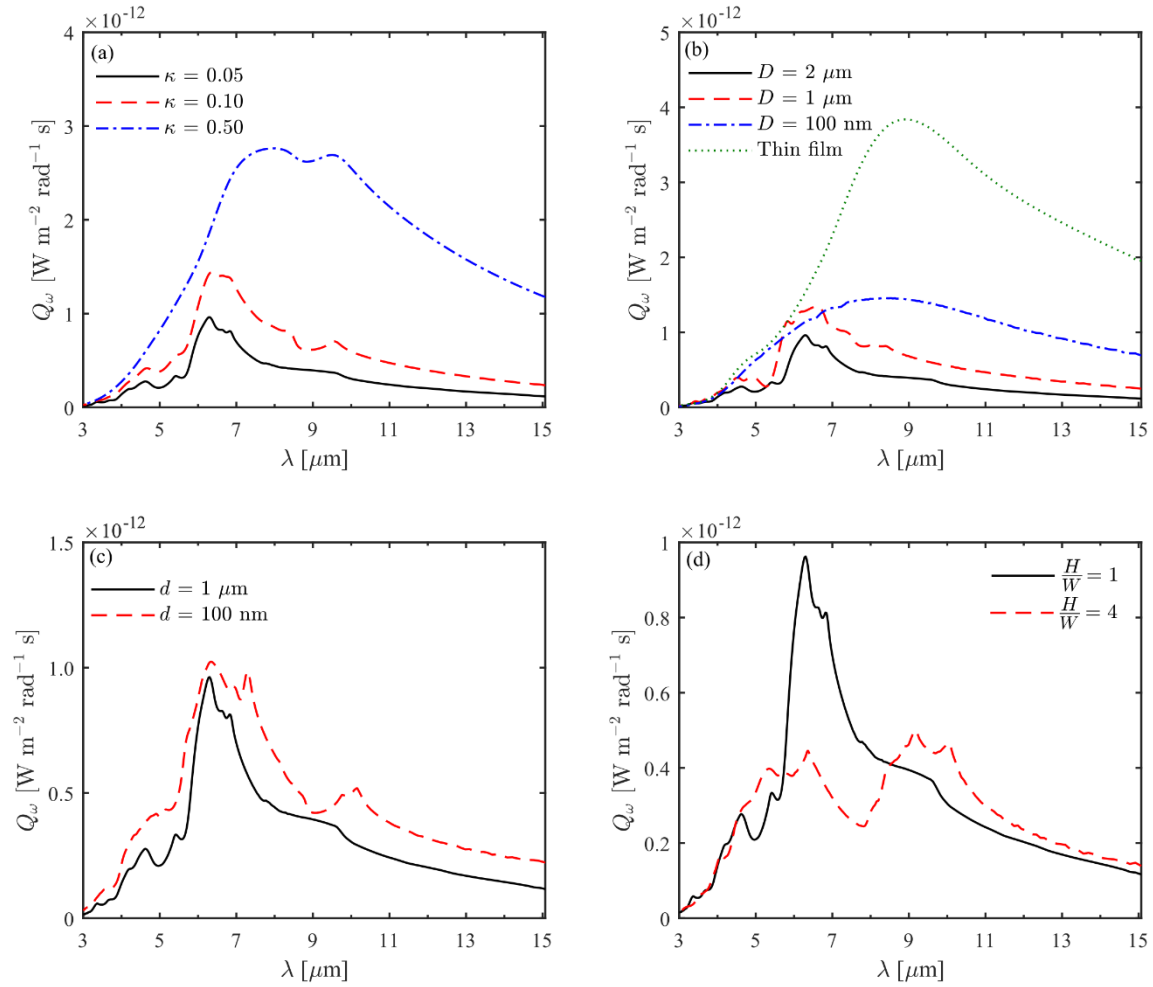 ×10⁻¹²
(a)
κ = 0.05
κ = 0.10
κ = 0.50
4
3
2
1
0
Q_ω [W m⁻² rad⁻¹ s]
3 5 7 9 11 13 15
λ [μm]
×10⁻¹²
(b)
D = 2 μm
D = 1 μm
D = 100 nm
Thin film
5
4
3
2
1
0
Q_ω [W m⁻² rad⁻¹ s]
3 5 7 9 11 13 15
λ [μm]
×10⁻¹²
(c)
d = 1 μm
d = 100 nm
1.5
1.0
0.5
0
Q_ω [W m⁻² rad⁻¹ s]
3 5 7 9 11 13 15
λ [μm]
×10⁻¹²
(d)
H/W = 1
H/W = 4
1
0.8
0.6
0.4
0.2
0
Q_ω [W m⁻² rad⁻¹ s]
3 5 7 9 11 13 15
λ [μm]